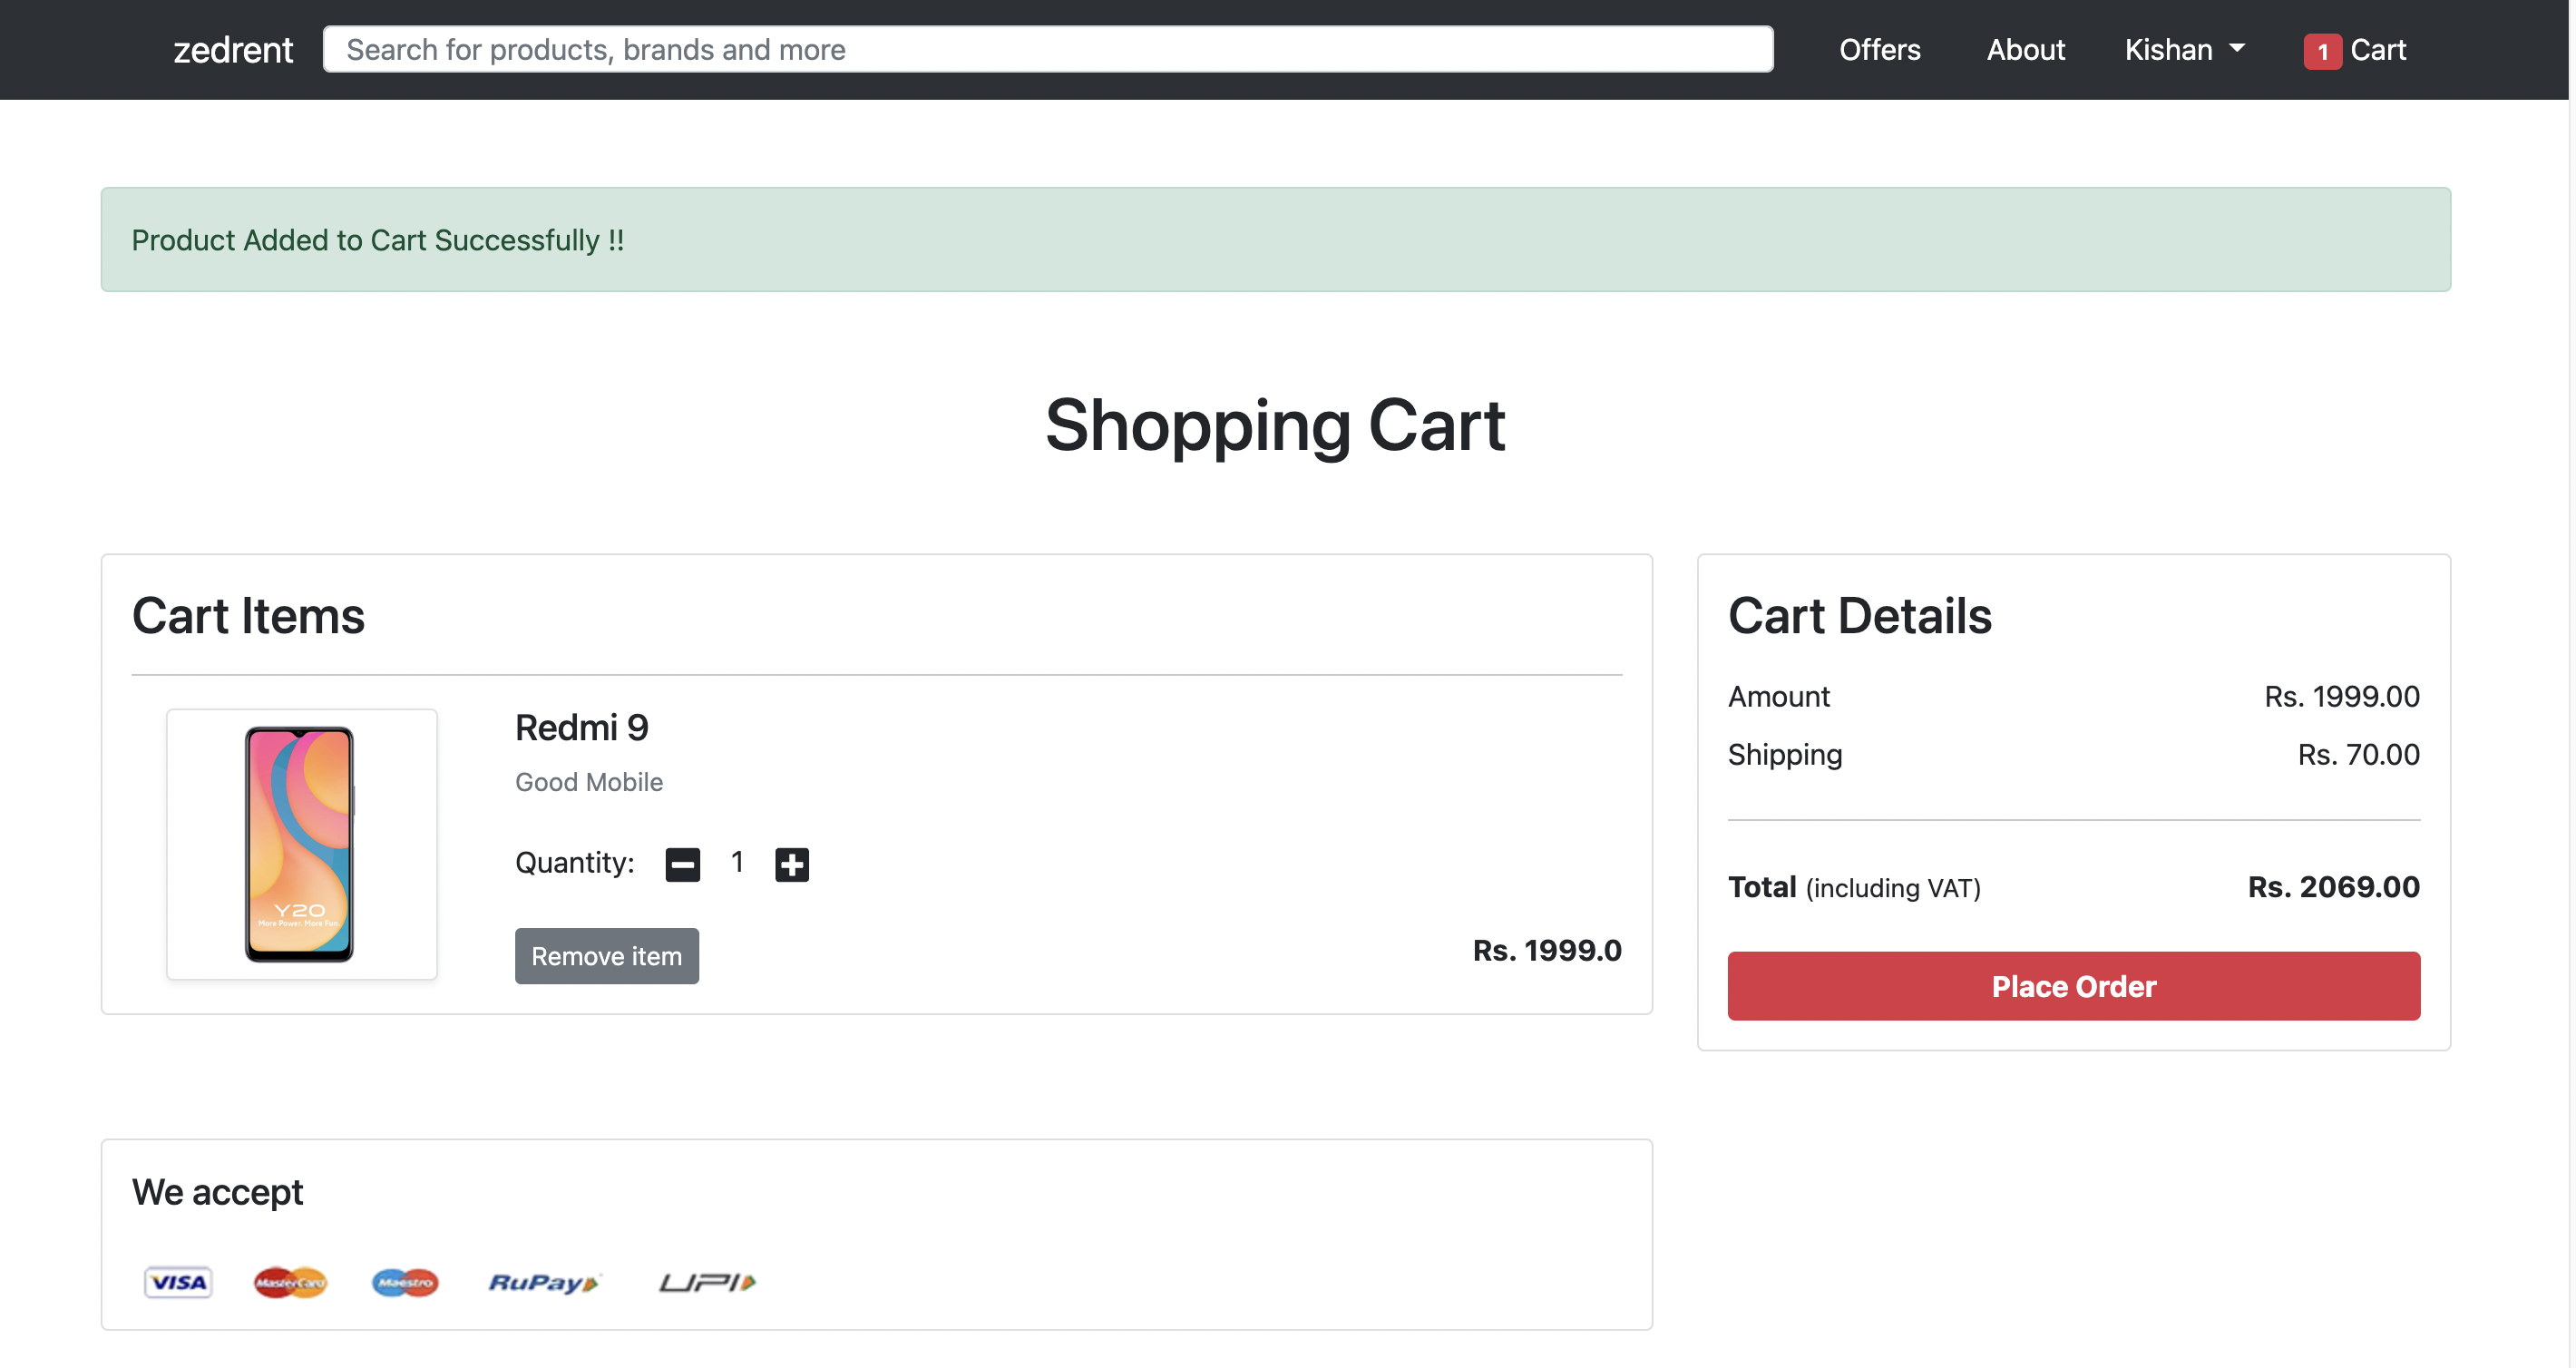 zedrent
Search for products, brands and more
Offers
About
Kishan
1 Cart
Product Added to Cart Successfully !!
Shopping Cart
Cart Items
Redmi 9
Good Mobile
Quantity: 1
Y20
More Power. More Fun
Remove item
Rs. 1999.0
Cart Details
Amount Rs. 1999.00
Shipping Rs. 70.00
Total (including VAT) Rs. 2069.00
Place Order
We accept
VISA MasterCard Maestro RuPay UPI